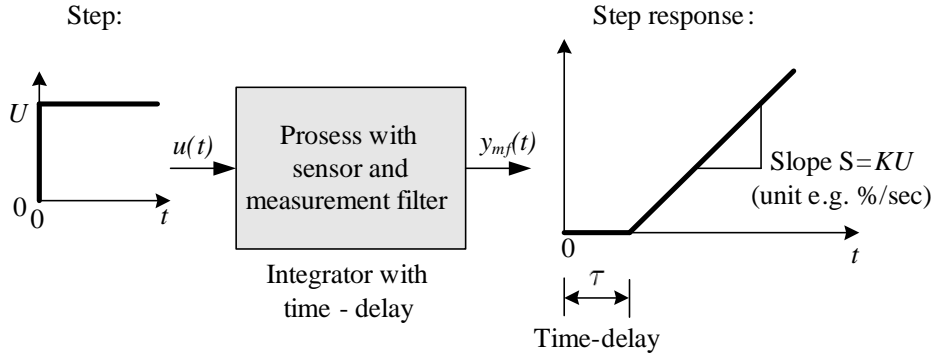 Step:
U
0
0
t
u(t)
Prosess with
sensor and
measurement filter
Integrator with
time - delay
y_mf(t)
Step response:
Slope S=KU
(unit e.g. %/sec)
0
t
τ
Time-delay